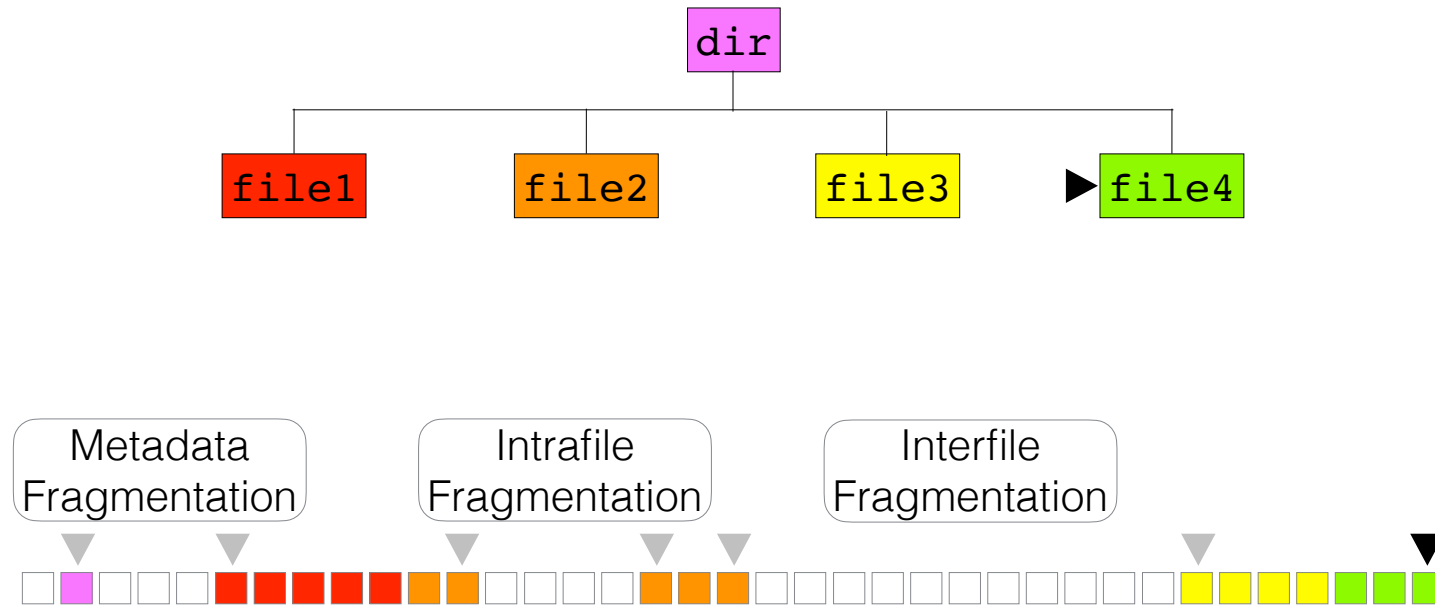 dir
file1
file2
file3
file4
Metadata
Fragmentation
Intrafile
Fragmentation
Interfile
Fragmentation